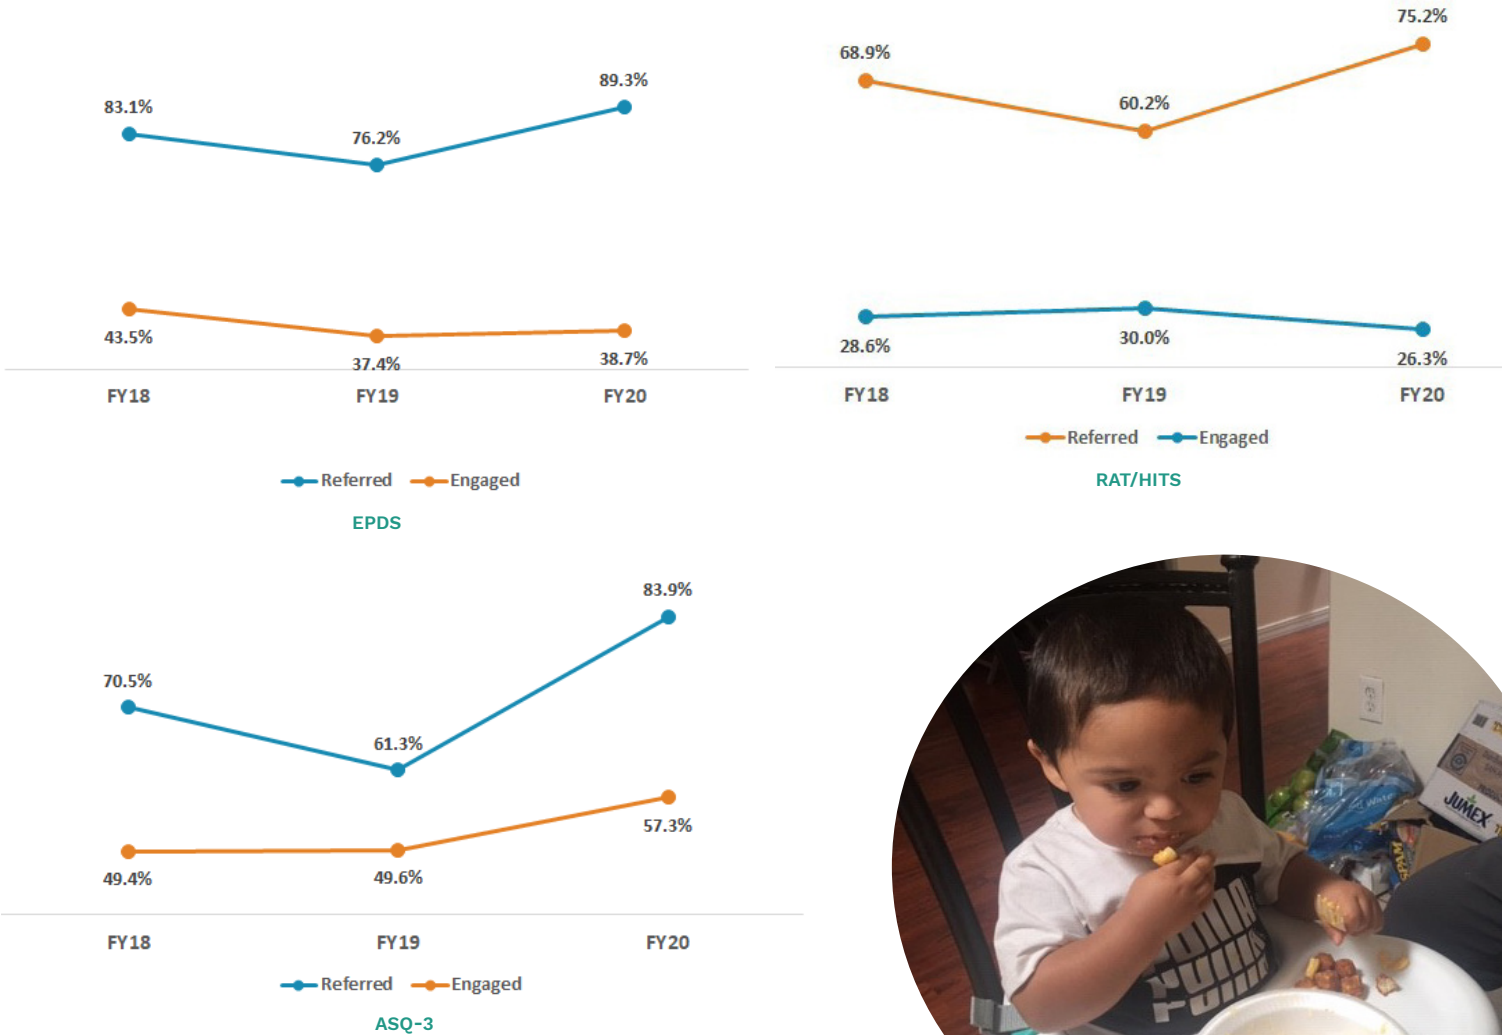 83.1%
76.2%
89.3%
43.5%
37.4%
38.7%
FY18 FY19 FY20
Referred Engaged
EPDS
68.9%
60.2%
75.2%
28.6%
30.0%
26.3%
FY18 FY19 FY20
Referred Engaged
RAT/HITS
70.5%
61.3%
83.9%
49.4%
49.6%
57.3%
FY18 FY19 FY20
Referred Engaged
ASQ-3
JUMEX